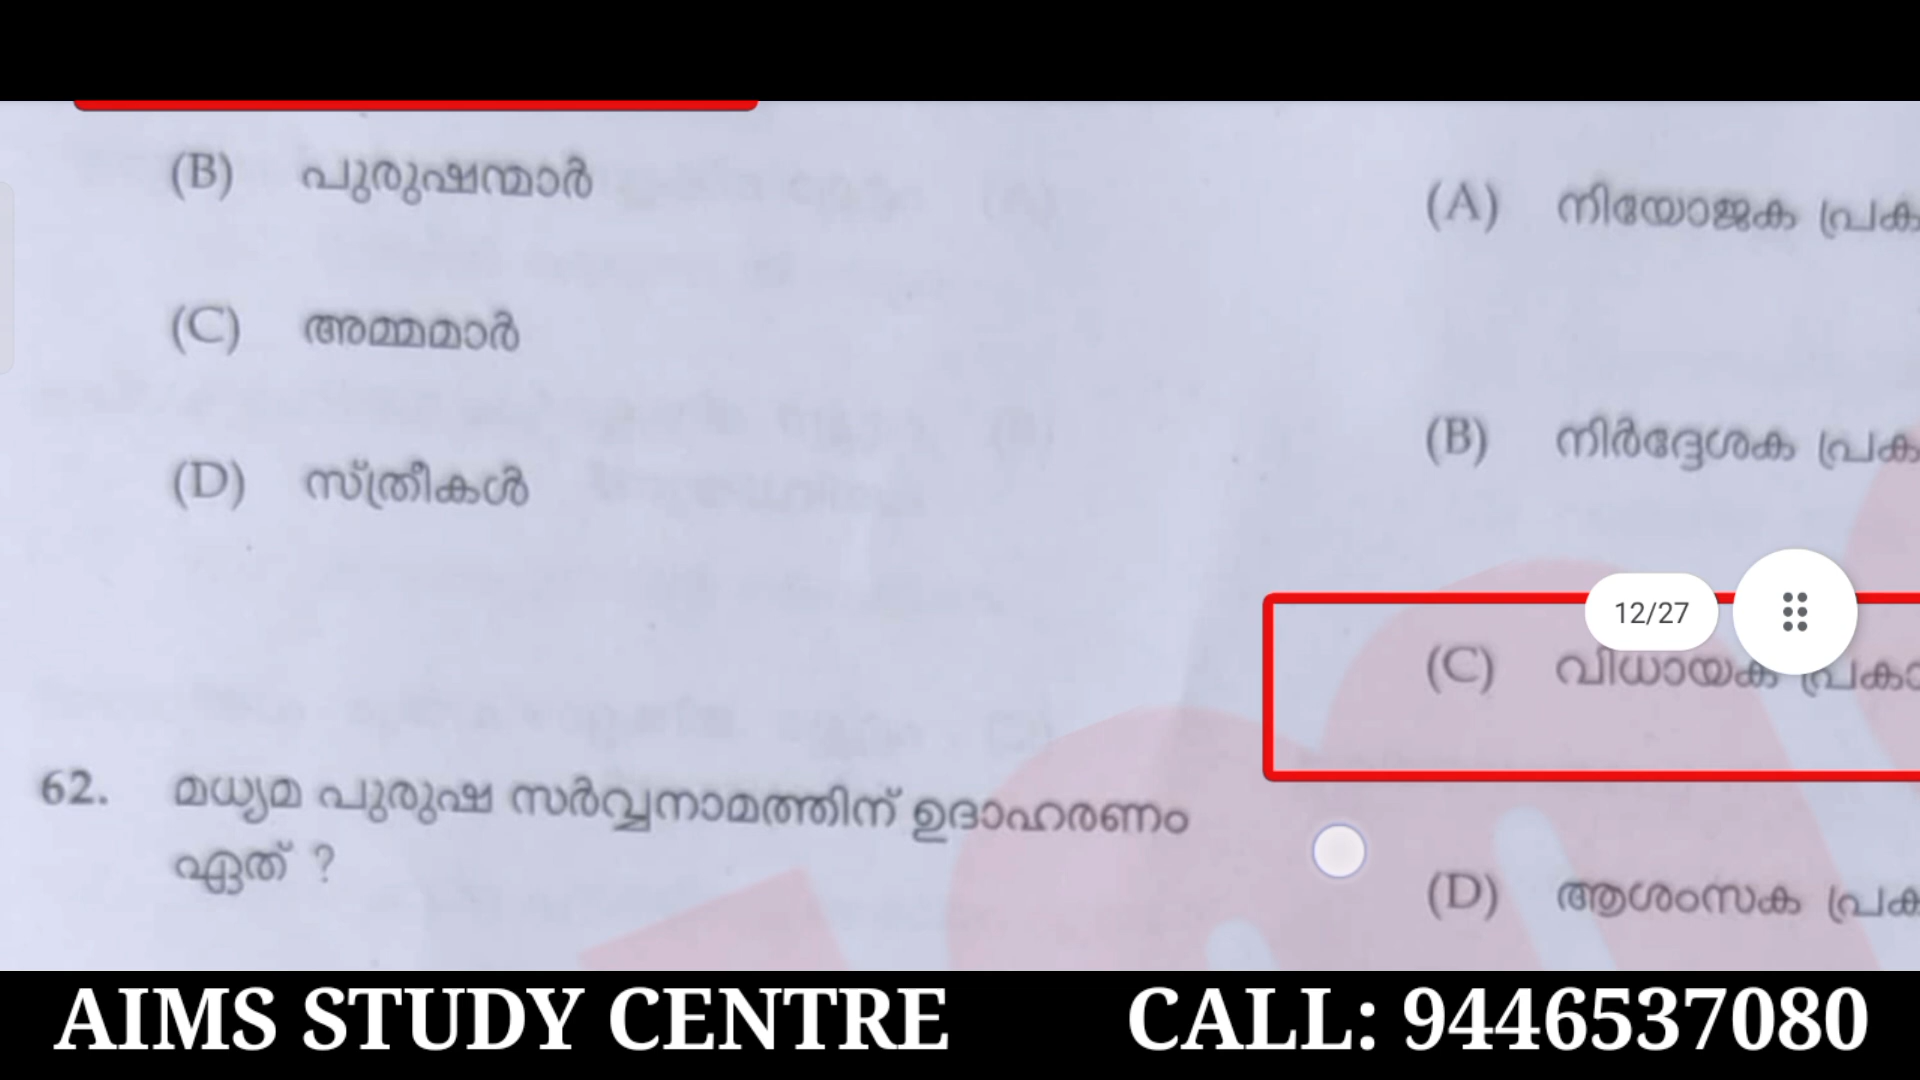 (B) പുരുഷന്മാർ
(C) അമ്മമാർ
(D) സ്ത്രീകൾ
62. മധ്യമ പുരുഷ സർവ്വനാമത്തിന് ഉദാഹരണം
ഏത് ?
(A) നിയോജക പ്രക
(B) നിർദ്ദേശക പ്രക
12/27
(C) വിധായക പ്രകാ
(D) ആശംസക പ്രക
AIMS STUDY CENTRE
CALL: 9446537080